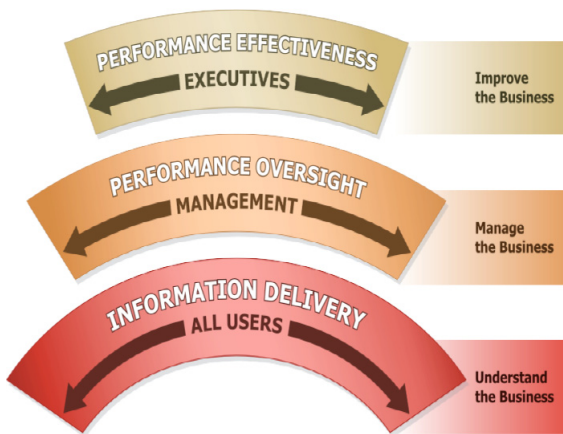 PERFORMANCE EFFECTIVENESS
EXECUTIVES
Improve
the Business
PERFORMANCE OVERSIGHT
MANAGEMENT
Manage
the Business
INFORMATION DELIVERY
ALL USERS
Understand
the Business